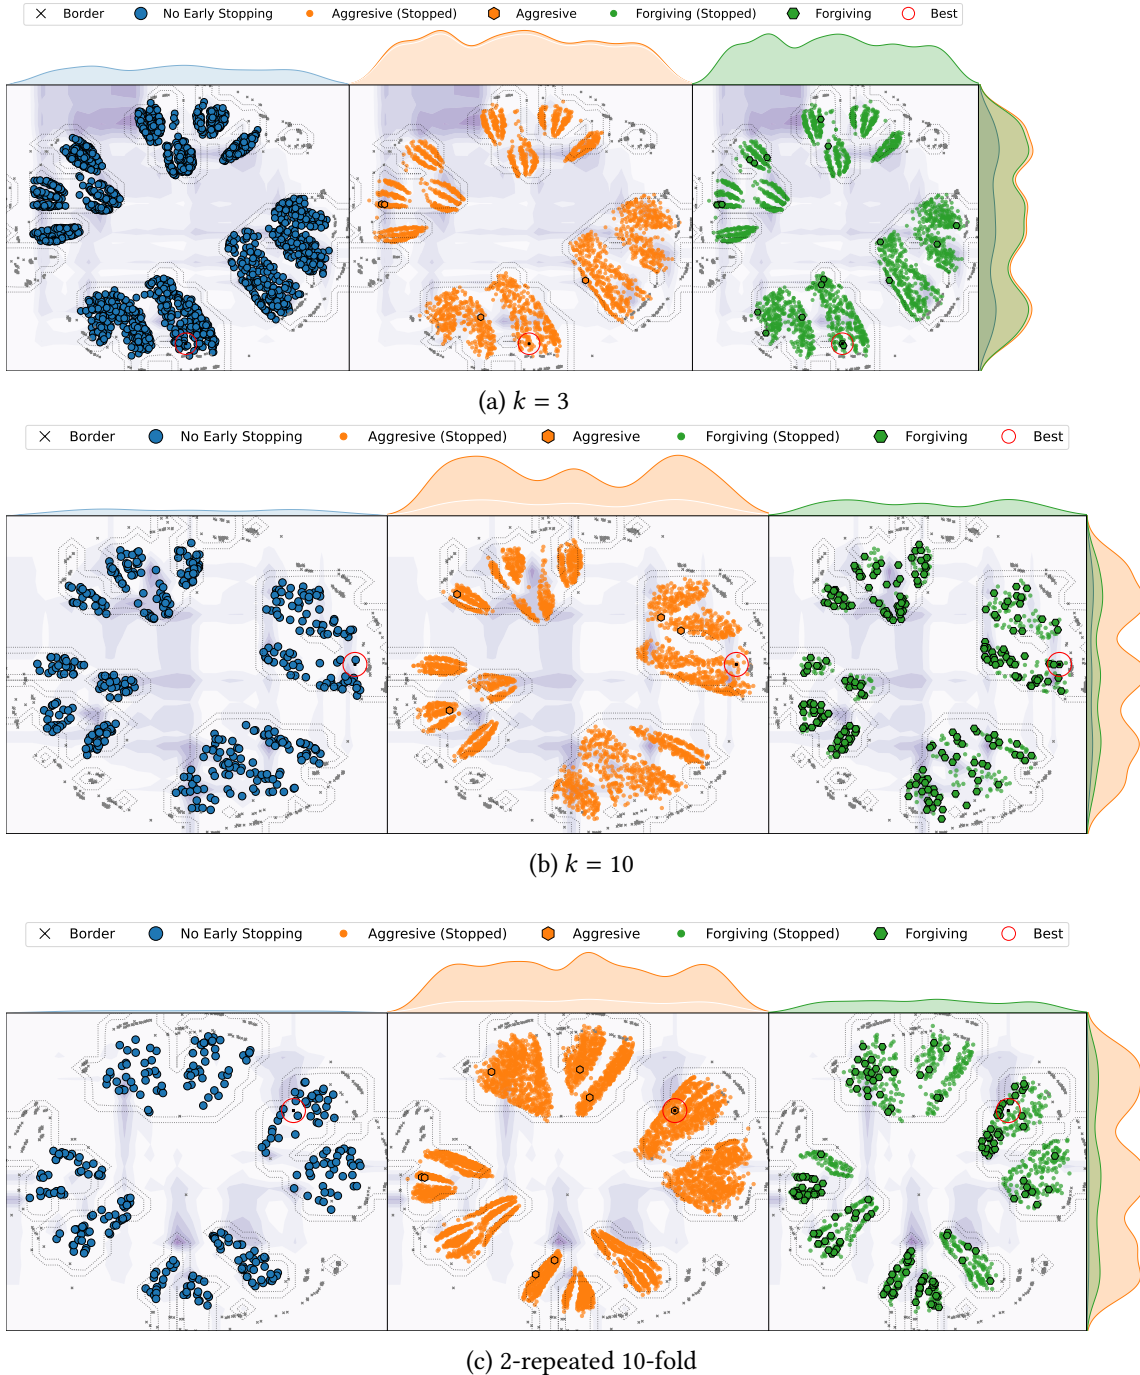 Border No Early Stopping Aggresive (Stopped) Aggresive Forgiving (Stopped) Forgiving Best
(a) k = 3
Border No Early Stopping Aggresive (Stopped) Aggresive Forgiving (Stopped) Forgiving Best
(b) k = 10
Border No Early Stopping Aggresive (Stopped) Aggresive Forgiving (Stopped) Forgiving Best
(c) 2-repeated 10-fold